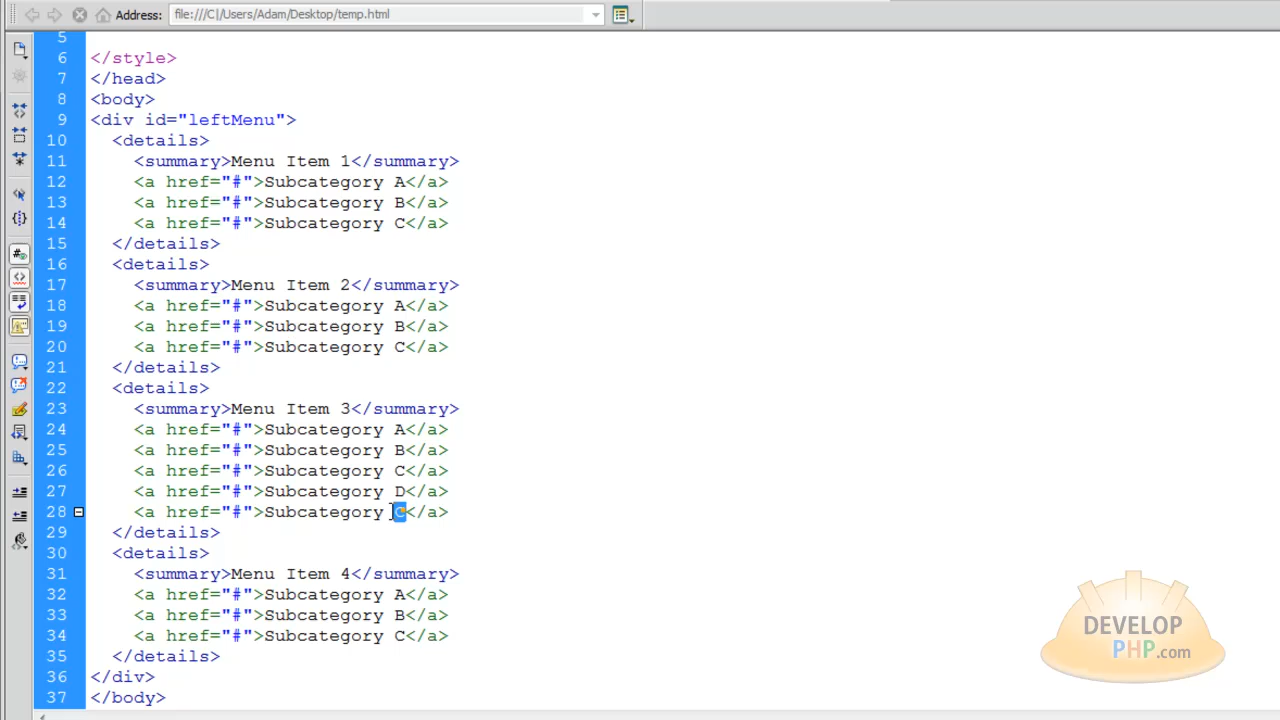 Address: file:///C|/Users/Adam/Desktop/temp.html
5
6 </style>
7 </head>
8 <body>
9 <div id="leftMenu">
10 <details>
11 <summary>Menu Item 1</summary>
12 <a href="#">Subcategory A</a>
13 <a href="#">Subcategory B</a>
14 <a href="#">Subcategory C</a>
15 </details>
16 <details>
17 <summary>Menu Item 2</summary>
18 <a href="#">Subcategory A</a>
19 <a href="#">Subcategory B</a>
20 <a href="#">Subcategory C</a>
21 </details>
22 <details>
23 <summary>Menu Item 3</summary>
24 <a href="#">Subcategory A</a>
25 <a href="#">Subcategory B</a>
26 <a href="#">Subcategory C</a>
27 <a href="#">Subcategory D</a>
28 <a href="#">Subcategory C</a>
29 </details>
30 <details>
31 <summary>Menu Item 4</summary>
32 <a href="#">Subcategory A</a>
33 <a href="#">Subcategory B</a>
34 <a href="#">Subcategory C</a>
35 </details>
36 </div>
37 </body>
DEVELOP
PHP.com